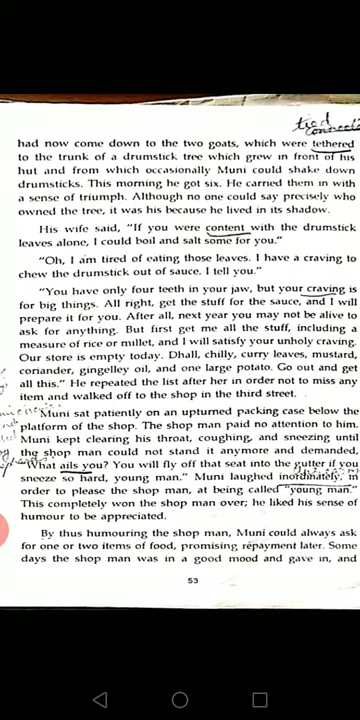 tied
had now come down to the two goats, which were tethered
to the trunk of a drumstick tree which grew in front of his
hut and from which occasionally Muni could shake down
drumsticks. This morning he got six. He carried them in with
a sense of triumph. Although no one could say precisely who
owned the tree, it was his because he lived in its shadow.
His wife said, "If you were content with the drumstick
leaves alone, I could boil and salt some for you."
"Oh, I am tired of eating those leaves. I have a craving to
chew the drumstick out of sauce. I tell you."
"You have only four teeth in your jaw, but your craving is
for big things. All right, get the stuff for the sauce, and I will
prepare it for you. After all, next year you may not be alive to
ask for anything. But first get me all the stuff, including a
measure of rice or millet, and I will satisfy your unholy craving.
Our store is empty today. Dhall, chilly, curry leaves, mustard,
coriander, gingelley oil, and one large potato. Go out and get
all this." He repeated the list after her in order not to miss any
item and walked off to the shop in the third street.
Muni sat patiently on an upturned packing case below the
platform of the shop. The shop man paid no attention to him.
Muni kept clearing his throat, coughing, and sneezing until
the shop man could not stand it anymore and demanded,
"What ails you? You will fly off that seat into the gutter if you
sneeze so hard, young man." Muni laughed inordinately, in
order to please the shop man, at being called "young man."
This completely won the shop man over; he liked his sense of
humour to be appreciated.
By thus humouring the shop man, Muni could always ask
for one or two items of food, promising repayment later. Some
days the shop man was in a good mood and gave in, and
53